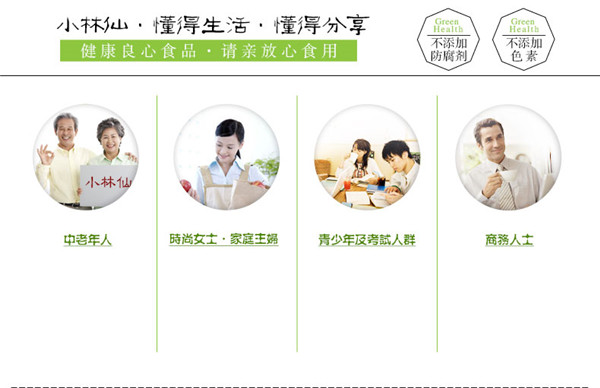 小林仙·懂得生活·懂得分享
健康良心食品·请亲放心食用
Green
Health
不添加
防腐剂
Green
Health
不添加
色素
小林仙
中老年人
時尚女士·家庭主婦
青少年及考試人群
商務人士